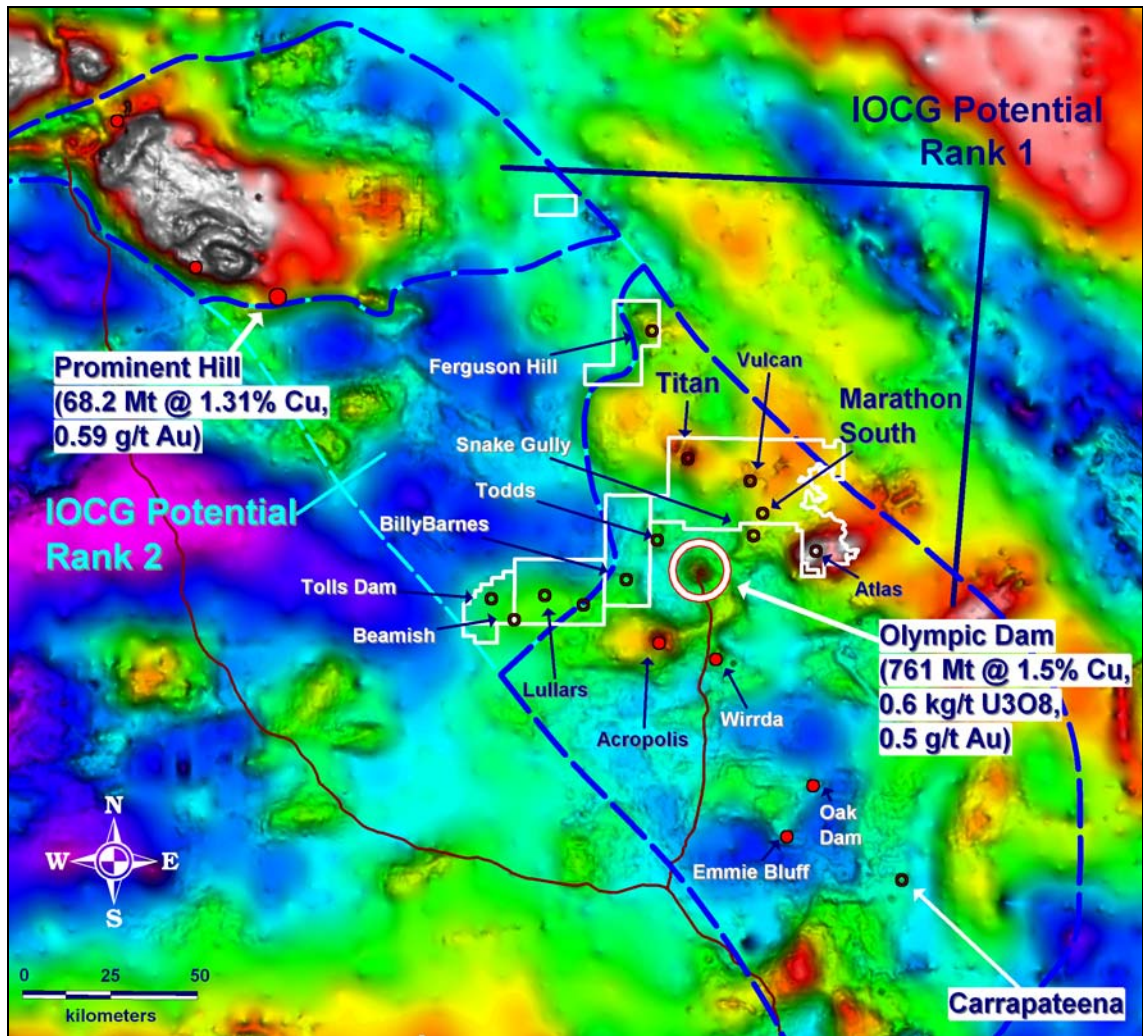 IOCG Potential
Rank 1
Prominent Hill
(68.2 Mt @ 1.31% Cu,
0.59 g/t Au)
Ferguson Hill
Vulcan
Titan
Marathon
South
Snake Gully
Todds
IOCG Potential
Rank 2
BillyBarnes
Tolls Dam
Beamish
Atlas
Lullars
Olympic Dam
(761 Mt @ 1.5% Cu,
0.6 kg/t U3O8,
0.5 g/t Au)
Wirrda
Acropolis
Oak
Dam
Emmie Bluff
N
W
E
S
0 25 50
kilometers
Carrapateena